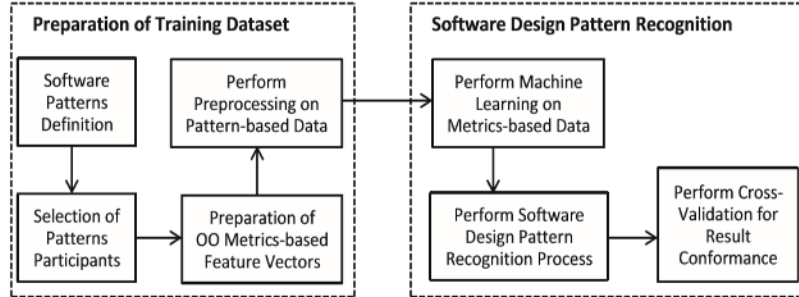 Preparation of Training Dataset
Software
Patterns
Definition
Selection of
Patterns
Participants
Preparation of
OO Metrics-based
Feature Vectors
Perform
Preprocessing on
Pattern-based Data
Software Design Pattern Recognition
Perform Machine
Learning on
Metrics-based Data
Perform Software
Design Pattern
Recognition Process
Perform Cross-
Validation for
Result
Conformance